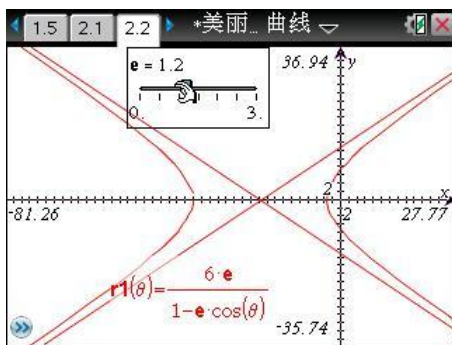 1.5 2.1 2.2 *美丽… 曲线
e = 1.2
0. 3.
36.94 y
2
x
-81.26 2 27.77
r1(θ)=6·e/(1-e·cos(θ))
-35.74